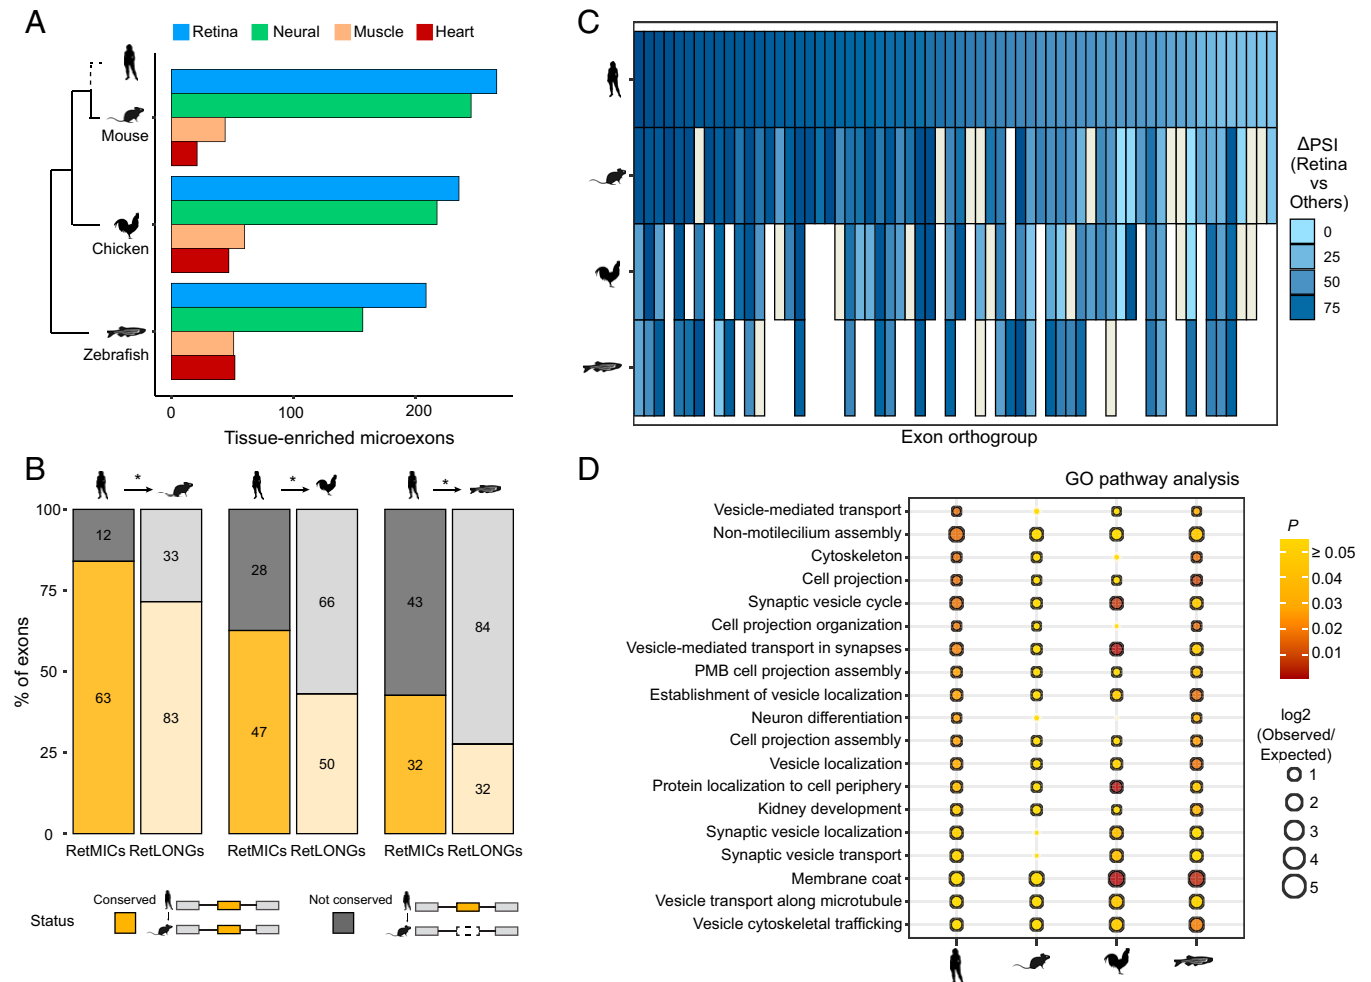 A
Retina
Neural
Muscle
Heart
Mouse
Chicken
Zebrafish
0
100
200
Tissue-enriched microexons
B
*
*
*
% of exons
100
75
50
25
0
12
63
33
83
28
47
66
50
43
32
84
32
RetMICs
RetLONGs
RetMICs
RetLONGs
RetMICs
RetLONGs
Status
Conserved
Not conserved
C
ΔPSI
(Retina
vs
Others)
0
25
50
75
Exon orthogroup
D
GO pathway analysis
Vesicle-mediated transport
Non-motilecilium assembly
Cytoskeleton
Cell projection
Synaptic vesicle cycle
Cell projection organization
Vesicle-mediated transport in synapses
PMB cell projection assembly
Establishment of vesicle localization
Neuron differentiation
Cell projection assembly
Vesicle localization
Protein localization to cell periphery
Kidney development
Synaptic vesicle localization
Synaptic vesicle transport
Membrane coat
Vesicle transport along microtubule
Vesicle cytoskeletal trafficking
P
≥ 0.05
0.04
0.03
0.02
0.01
log2
(Observed/
Expected)
1
2
3
4
5